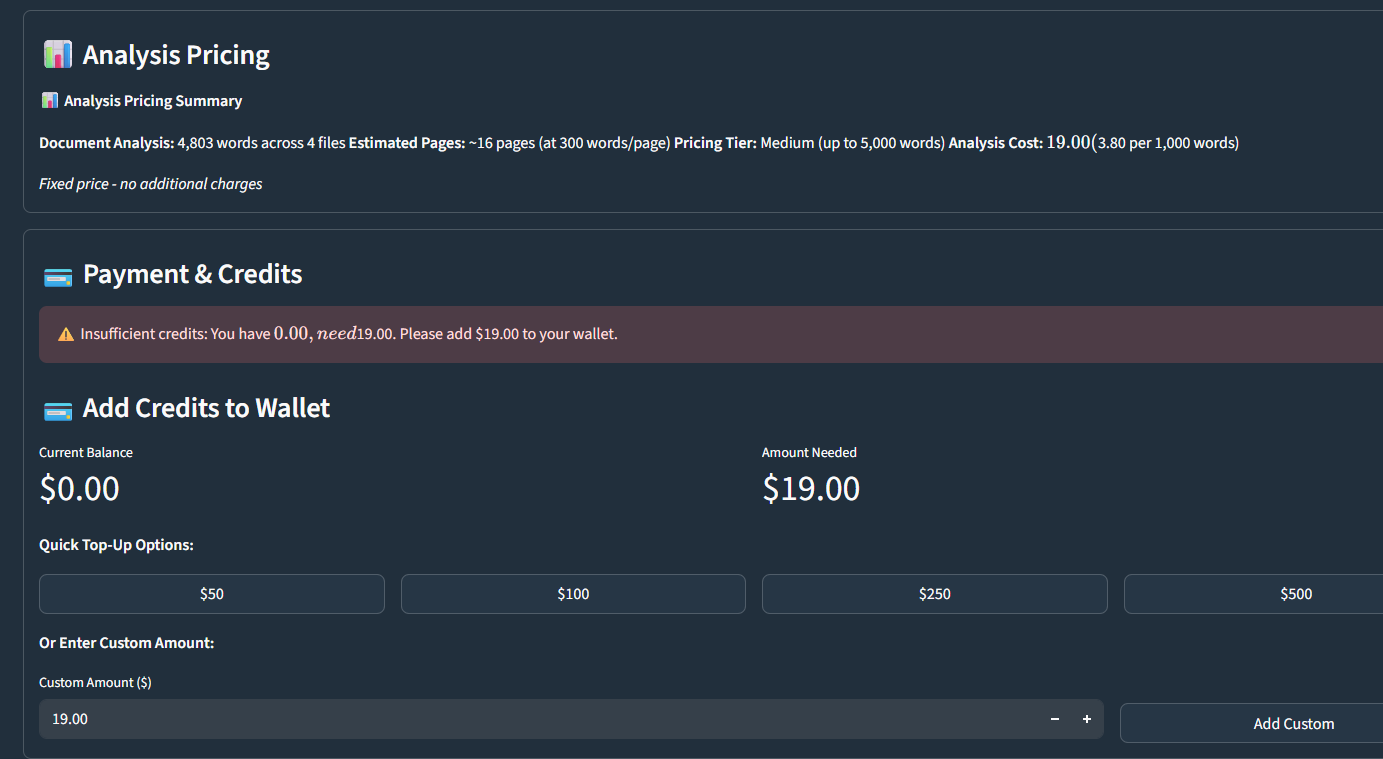 Analysis Pricing
Analysis Pricing Summary
Document Analysis: 4,803 words across 4 files Estimated Pages: ~16 pages (at 300 words/page) Pricing Tier: Medium (up to 5,000 words) Analysis Cost: 19.00(3.80 per 1,000 words)
Fixed price - no additional charges
Payment & Credits
Insufficient credits: You have 0.00, need19.00. Please add $19.00 to your wallet.
Add Credits to Wallet
Current Balance
Amount Needed
$0.00
$19.00
Quick Top-Up Options:
$50
$100
$250
$500
Or Enter Custom Amount:
Custom Amount ($)
19.00
− +
Add Custom